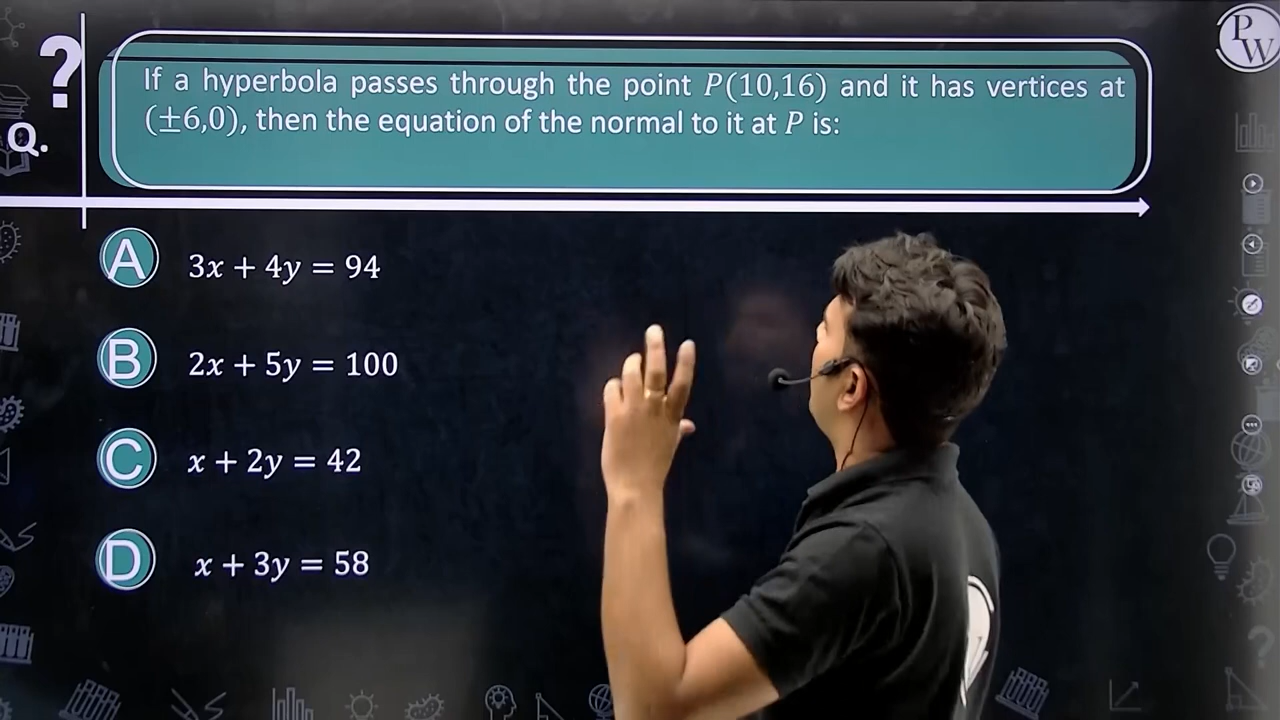 ?
Q.
If a hyperbola passes through the point P(10,16) and it has vertices at
(±6,0), then the equation of the normal to it at P is:
A 3x + 4y = 94
B 2x + 5y = 100
C x + 2y = 42
D x + 3y = 58
PW